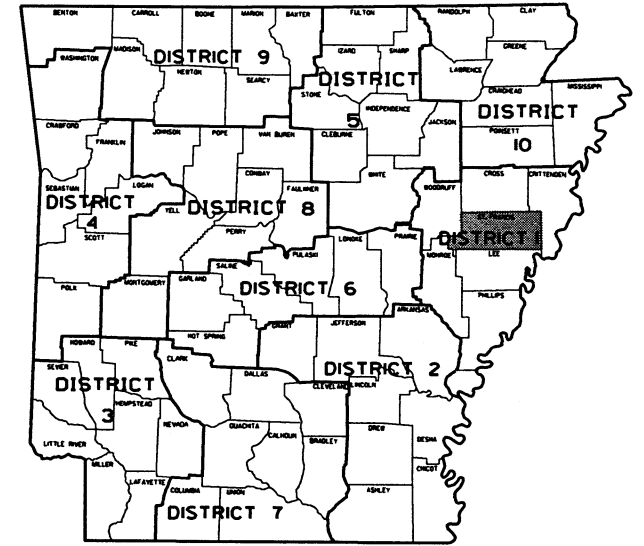 BENTON CARROLL BOONE MARION BAXTER FULTON RANDOLPH CLAY
WASHINGTON MADISON DISTRICT 9 IZARD SHARP GREENE
NEWTON SEARCY STONE DISTRICT LAWRENCE
CRAIGHEAD MISSISSIPPI
5 INDEPENDENCE JACKSON DISTRICT
POINSETT 10
CRAWFORD FRANKLIN JOHNSON POPE VAN BUREN CLEBURNE
WHITE WOODRUFF CROSS CRITTENDEN
SEBASTIAN LOGAN CONWAY FAULKNER
DISTRICT YELL DISTRICT 8
4 PERRY ST. FRANCIS
SCOTT SALINE PULASKI LONOKE PRAIRIE DISTRICT 1
MONROE LEE
POLK MONTGOMERY GARLAND DISTRICT 6
PHILLIPS
HOT SPRING GRANT JEFFERSON ARKANSAS
HOWARD PIKE CLARK
SEVIER DALLAS DISTRICT 2
DISTRICT CLEVELAND LINCOLN
3 HEMPSTEAD
NEVADA OUACHITA CALHOUN BRADLEY DREW DESHA
LITTLE RIVER
MILLER CHICOT
LAFAYETTE COLUMBIA UNION ASHLEY
DISTRICT 7